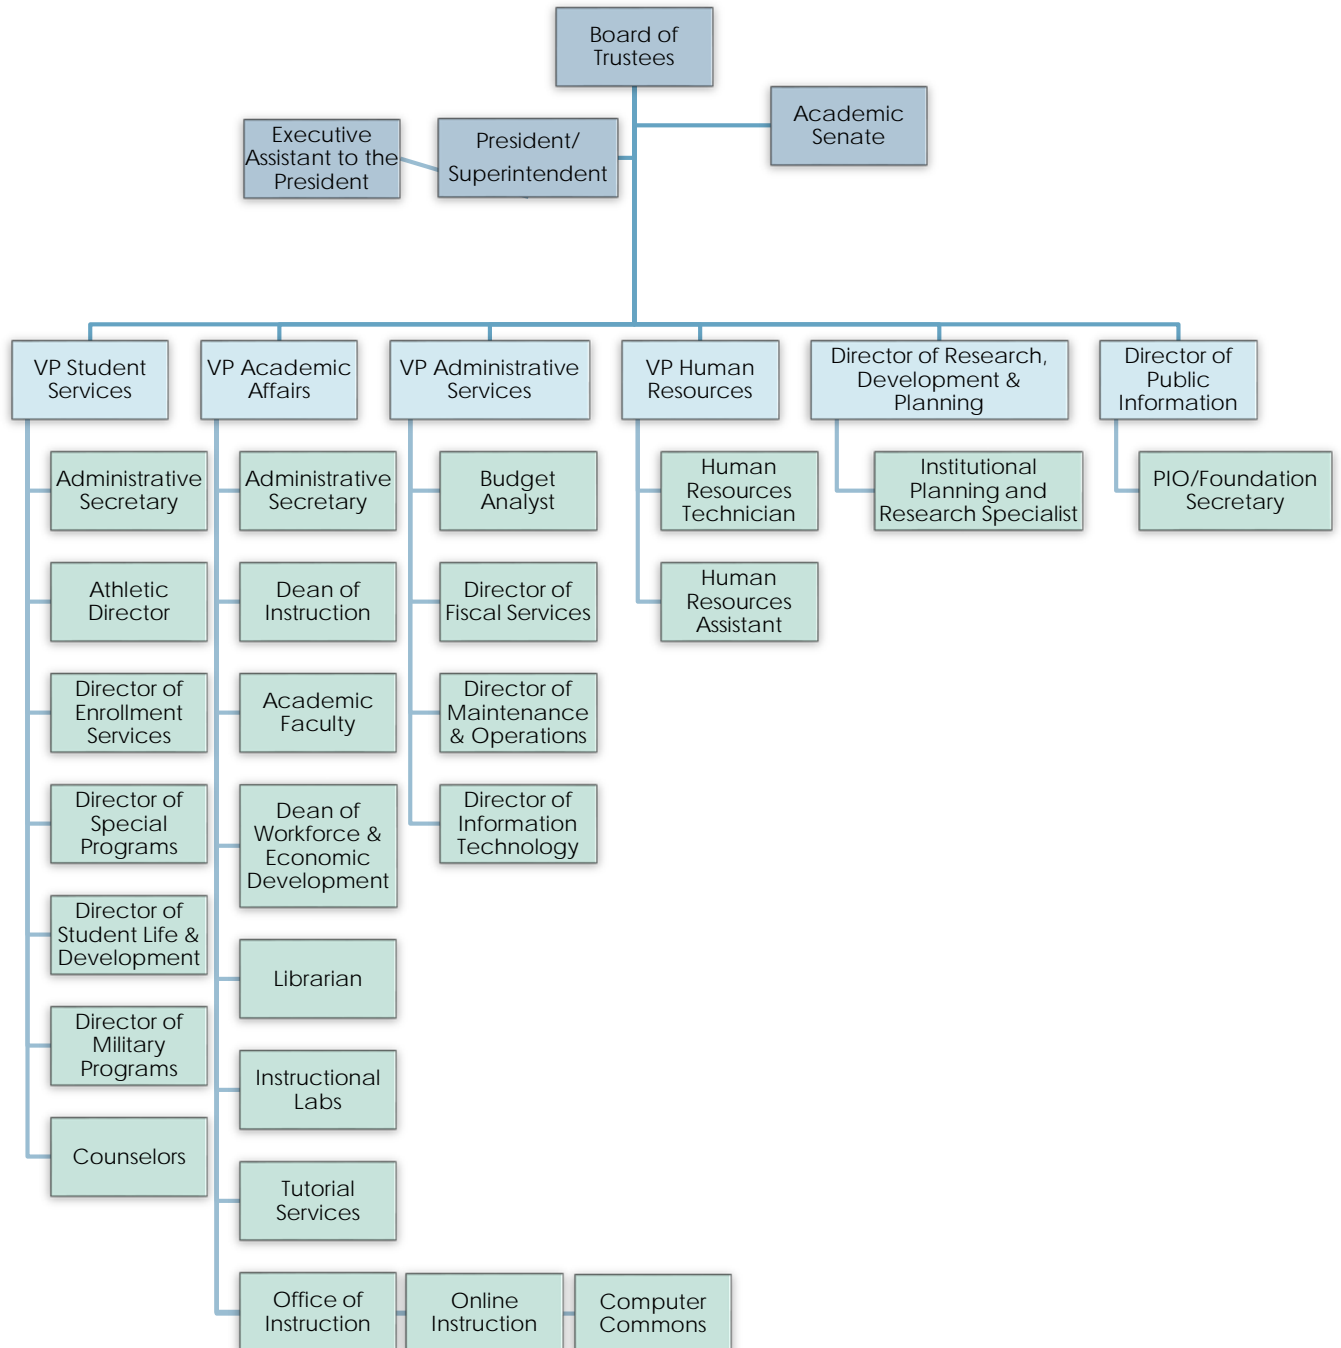 Board of
Trustees
Academic
Senate
Executive
Assistant to the
President
President/
Superintendent
VP Student
Services
VP Academic
Affairs
VP Administrative
Services
VP Human
Resources
Director of Research,
Development &
Planning
Director of
Public
Information
Administrative
Secretary
Administrative
Secretary
Budget
Analyst
Human
Resources
Technician
Institutional
Planning and
Research Specialist
PIO/Foundation
Secretary
Athletic
Director
Dean of
Instruction
Director of
Fiscal Services
Human
Resources
Assistant
Director of
Enrollment
Services
Academic
Faculty
Director of
Maintenance
& Operations
Director of
Special
Programs
Dean of
Workforce &
Economic
Development
Director of
Information
Technology
Director of
Student Life &
Development
Librarian
Director of
Military
Programs
Instructional
Labs
Counselors
Tutorial
Services
Office of
Instruction
Online
Instruction
Computer
Commons